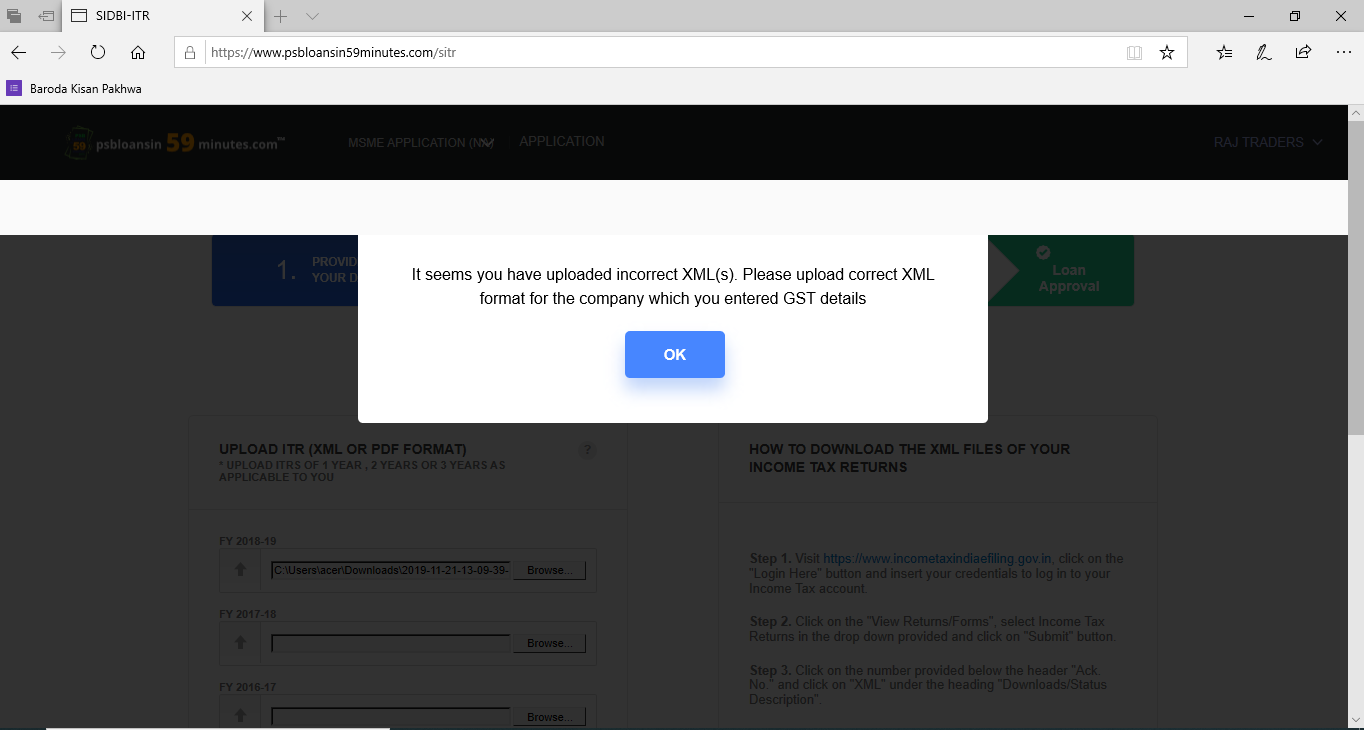 SIDBI-ITR
https://www.psbloansin59minutes.com/sitr
Baroda Kisan Pakhwa
59 psbloansin 59 minutes.com™
MSME APPLICATION (NV)
APPLICATION
RAJ TRADERS
1. PROVID
YOUR D
Loan
Approval
It seems you have uploaded incorrect XML(s). Please upload correct XML
format for the company which you entered GST details
OK
UPLOAD ITR (XML OR PDF FORMAT)
?
* UPLOAD ITRS OF 1 YEAR , 2 YEARS OR 3 YEARS AS
APPLICABLE TO YOU
FY 2018-19
C:\Users\acer\Downloads\2019-11-21-13-09-39-
Browse...
FY 2017-18
Browse...
FY 2016-17
Browse...
HOW TO DOWNLOAD THE XML FILES OF YOUR
INCOME TAX RETURNS
Step 1. Visit https://www.incometaxindiaefiling.gov.in, click on the
"Login Here" button and insert your credentials to log in to your
Income Tax account.
Step 2. Click on the "View Returns/Forms", select Income Tax
Returns in the drop down provided and click on "Submit" button.
Step 3. Click on the number provided below the header "Ack.
No." and click on "XML" under the heading "Downloads/Status
Description".